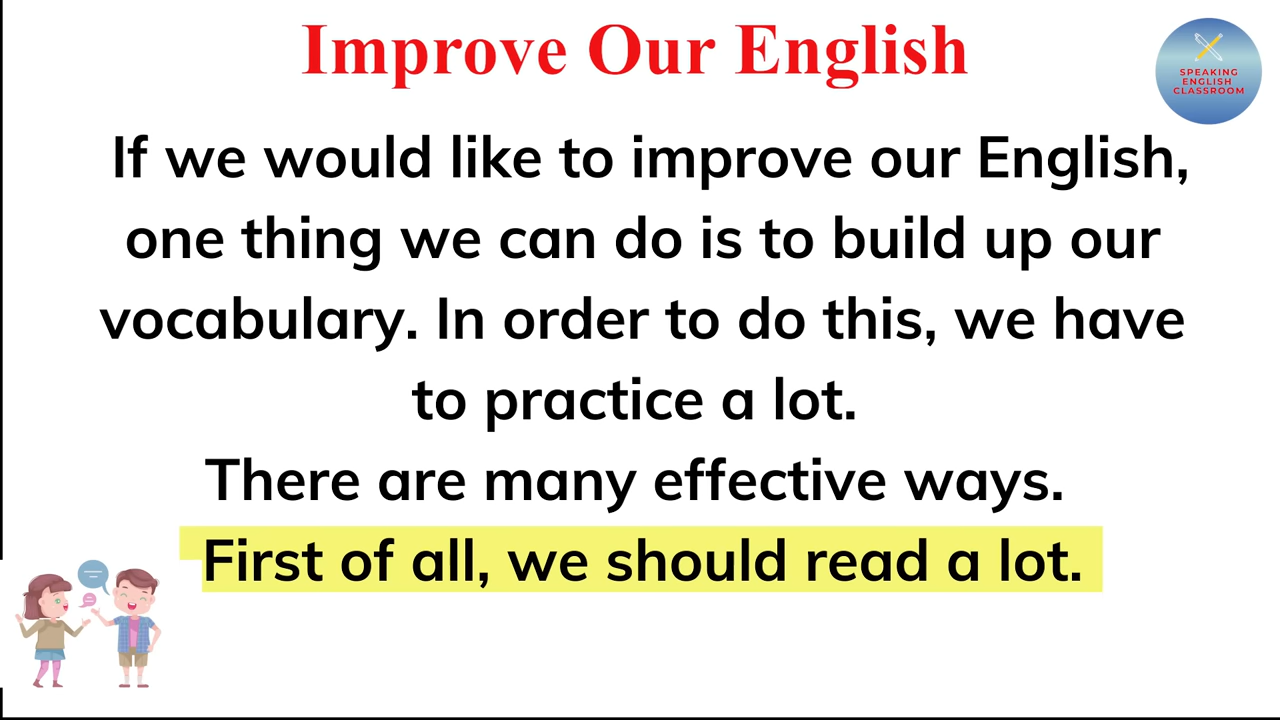 Improve Our English
SPEAKING
ENGLISH
CLASSROOM
If we would like to improve our English,
one thing we can do is to build up our
vocabulary. In order to do this, we have
to practice a lot.
There are many effective ways.
First of all, we should read a lot.